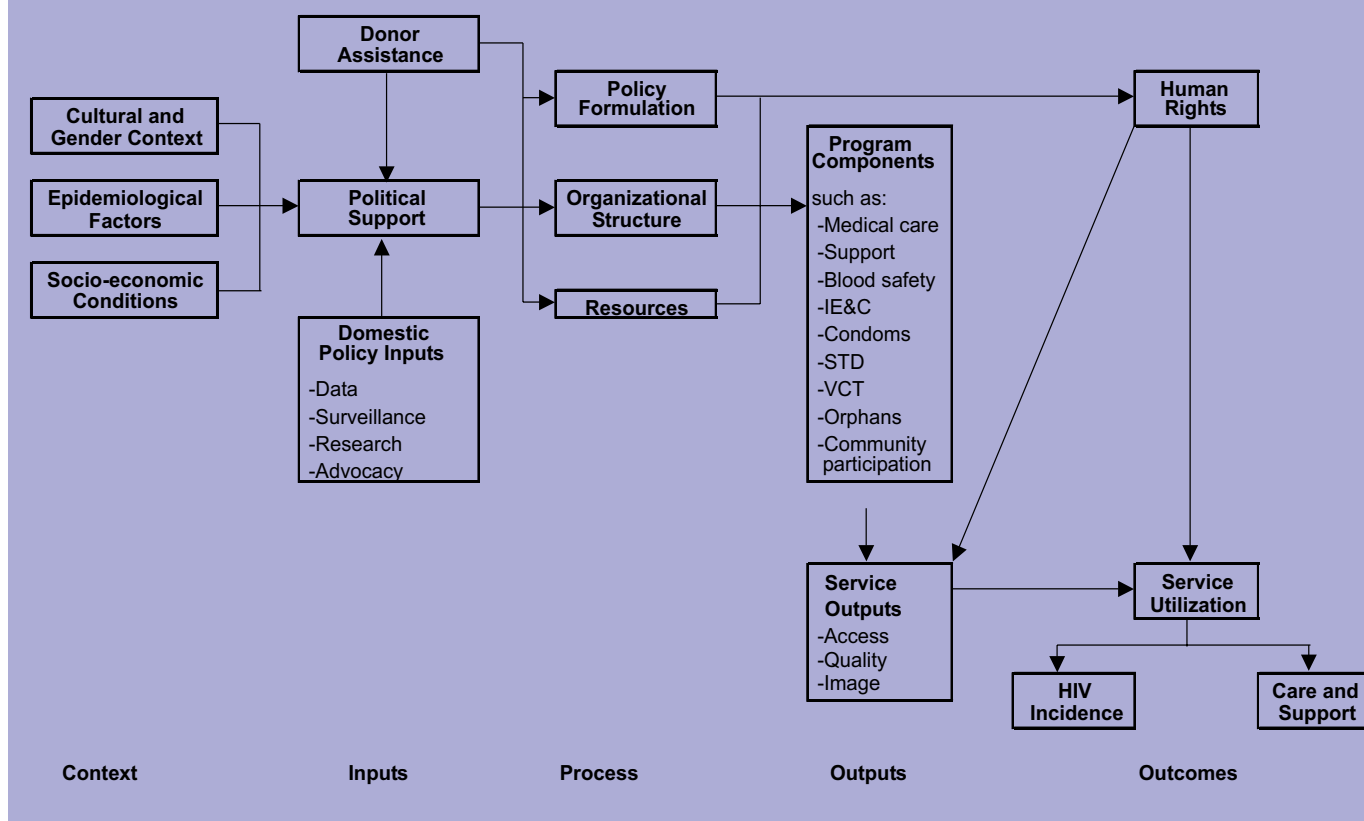 Donor
Assistance
Cultural and
Gender Context
Epidemiological
Factors
Socio-economic
Conditions
Political
Support
Domestic
Policy Inputs
-Data
-Surveillance
-Research
-Advocacy
Policy
Formulation
Organizational
Structure
Resources
Program
Components
such as:
-Medical care
-Support
-Blood safety
-IE&C
-Condoms
-STD
-VCT
-Orphans
-Community
participation
Human
Rights
Service
Outputs
-Access
-Quality
-Image
Service
Utilization
HIV
Incidence
Care and
Support
Context
Inputs
Process
Outputs
Outcomes